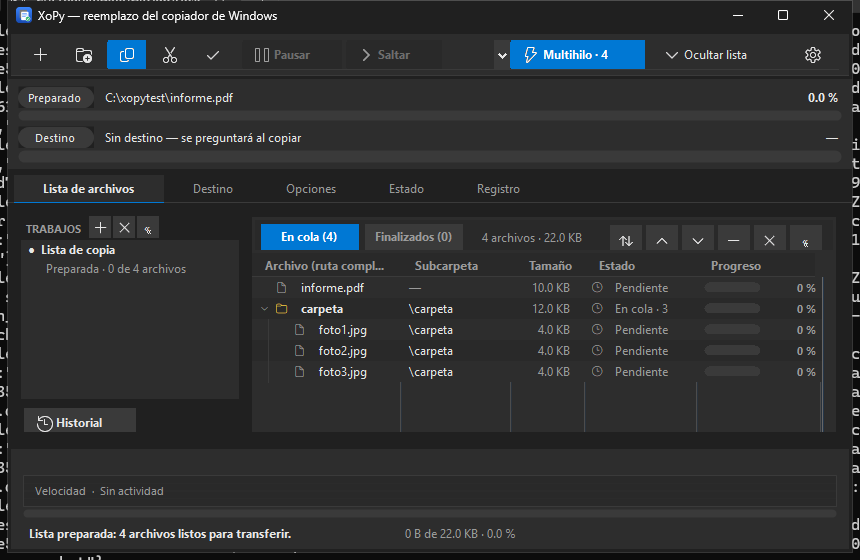 XoPy — reemplazo del copiador de Windows
Pausar Saltar Multihilo · 4 Ocultar lista
Preparado C:\xopytest\informe.pdf 0.0 %
Destino Sin destino — se preguntará al copiar —
Lista de archivos Destino Opciones Estado Registro
TRABAJOS
En cola (4) Finalizados (0) 4 archivos · 22.0 KB
Lista de copia
Preparada · 0 de 4 archivos
Archivo (ruta compl... Subcarpeta Tamaño Estado Progreso
informe.pdf — 10.0 KB Pendiente 0 %
carpeta \carpeta 12.0 KB En cola · 3 0 %
foto1.jpg \carpeta 4.0 KB Pendiente 0 %
foto2.jpg \carpeta 4.0 KB Pendiente 0 %
foto3.jpg \carpeta 4.0 KB Pendiente 0 %
Historial
Velocidad · Sin actividad
Lista preparada: 4 archivos listos para transferir. 0 B de 22.0 KB · 0.0 %